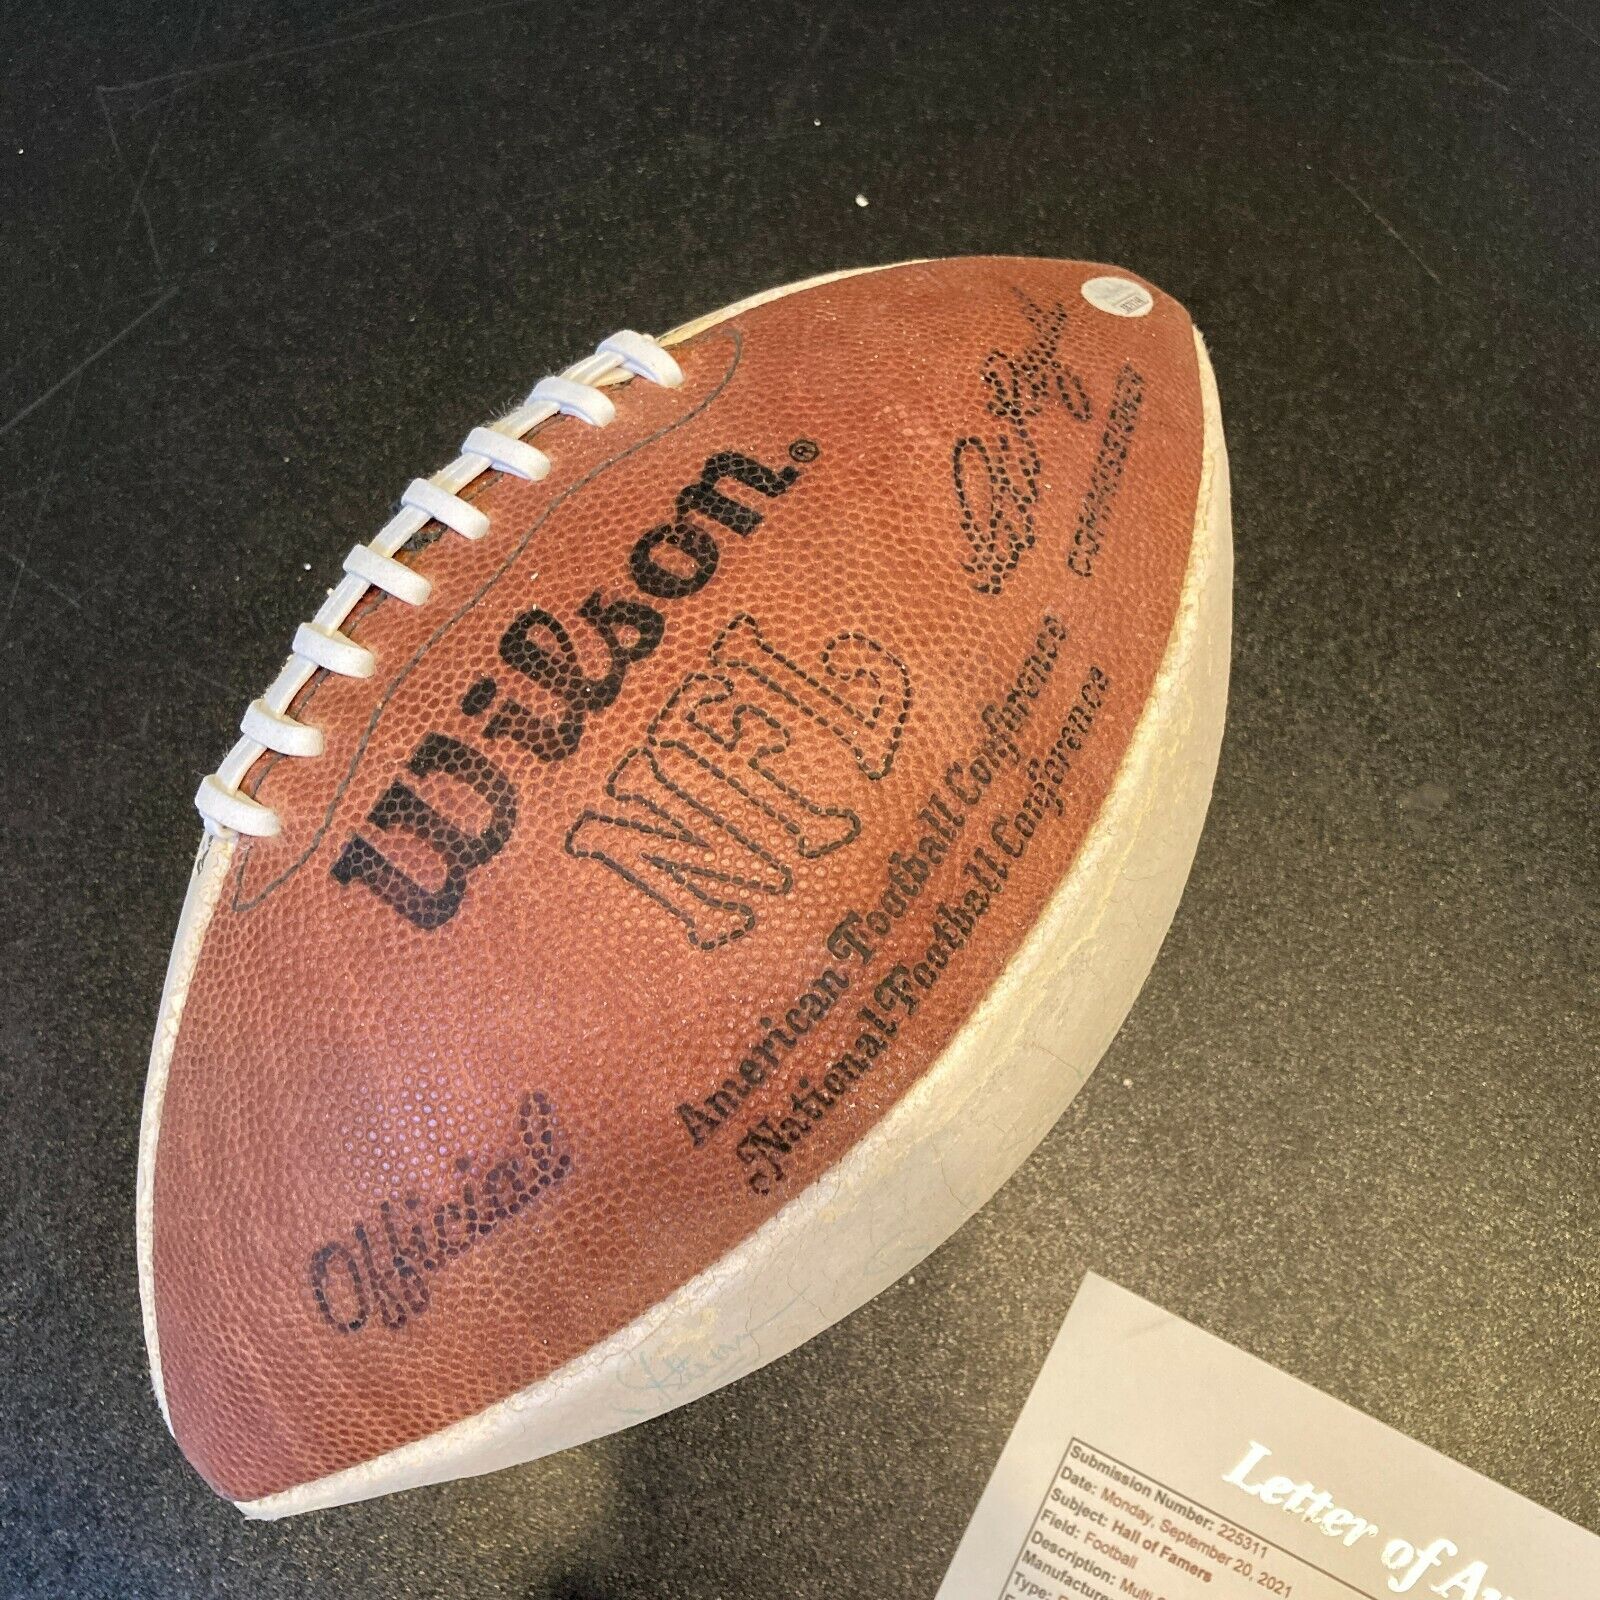 Wilson®
NFL
COMMISSIONER
American Football Conference
National Football Conference
Official
Letter of
Submission Number: 225311
Date: Monday, September 20, 2021
Subject: Hall of Famers
Field: Football
Description: Multi
Manufacturer
Type: